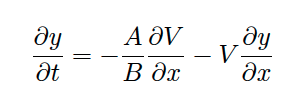 ∂y/∂t = −(A/B) ∂V/∂x − V ∂y/∂x